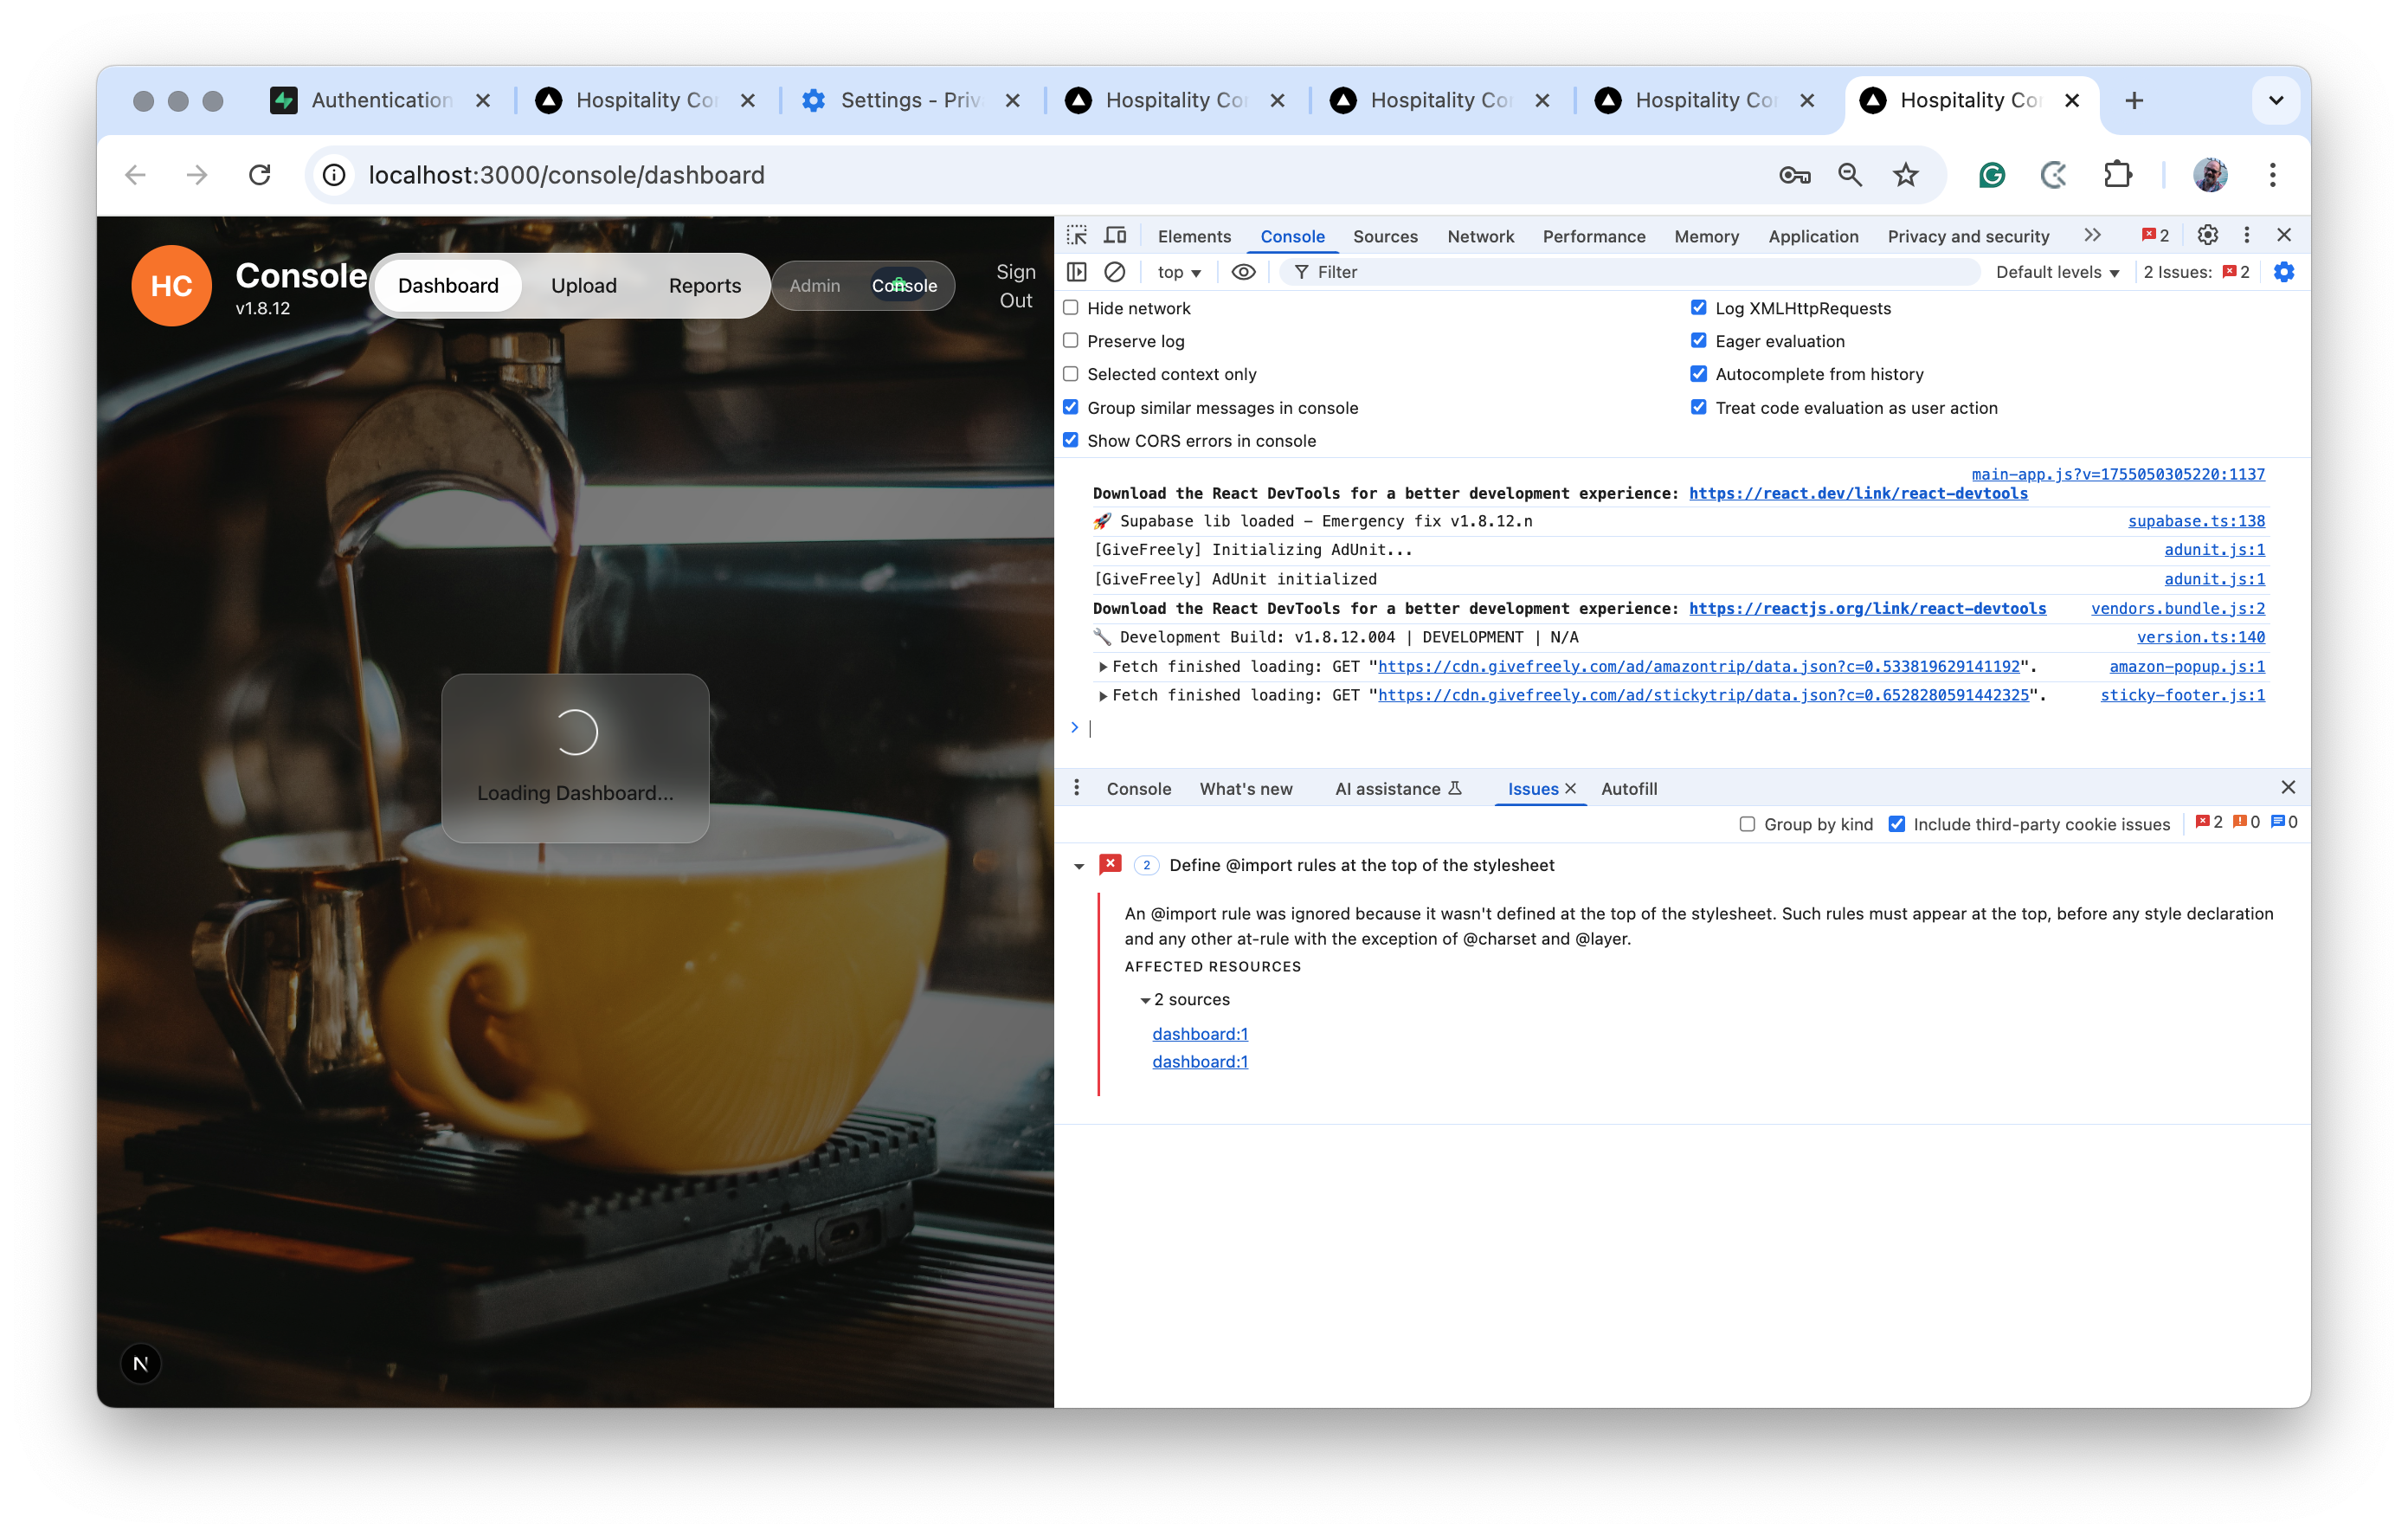 Authentication
Hospitality Co
Settings - Priv
Hospitality Co
Hospitality Co
Hospitality Co
Hospitality Co
localhost:3000/console/dashboard
HC
Console
v1.8.12
Dashboard
Upload
Reports
Admin
Console
Sign
Out
Loading Dashboard...
N
Elements
Console
Sources
Network
Performance
Memory
Application
Privacy and security
2
top
Filter
Default levels
2 Issues:
2
Hide network
Log XMLHttpRequests
Preserve log
Eager evaluation
Selected context only
Autocomplete from history
Group similar messages in console
Treat code evaluation as user action
Show CORS errors in console
main-app.js?v=1755050305220:1137
Download the React DevTools for a better development experience: https://react.dev/link/react-devtools
🚀 Supabase lib loaded – Emergency fix v1.8.12.n supabase.ts:138
[GiveFreely] Initializing AdUnit... adunit.js:1
[GiveFreely] AdUnit initialized adunit.js:1
Download the React DevTools for a better development experience: https://reactjs.org/link/react-devtools vendors.bundle.js:2
🔧 Development Build: v1.8.12.004 | DEVELOPMENT | N/A version.ts:140
Fetch finished loading: GET "https://cdn.givefreely.com/ad/amazontrip/data.json?c=0.533819629141192". amazon-popup.js:1
Fetch finished loading: GET "https://cdn.givefreely.com/ad/stickytrip/data.json?c=0.6528280591442325". sticky-footer.js:1
Console
What's new
AI assistance
Issues
Autofill
Group by kind
Include third-party cookie issues
2
0
0
2
Define @import rules at the top of the stylesheet
An @import rule was ignored because it wasn't defined at the top of the stylesheet. Such rules must appear at the top, before any style declaration
and any other at-rule with the exception of @charset and @layer.
AFFECTED RESOURCES
2 sources
dashboard:1
dashboard:1